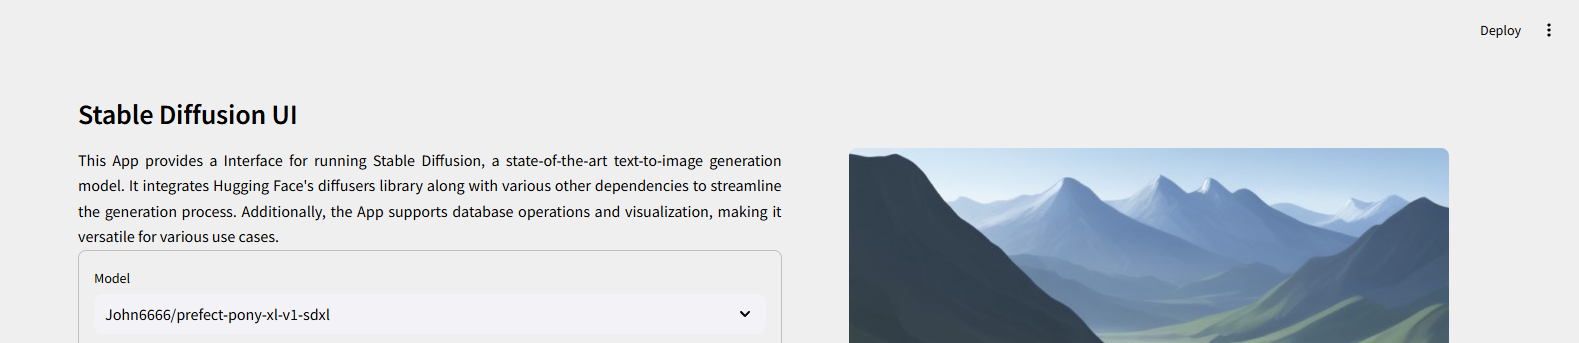 Deploy
Stable Diffusion UI
This App provides a Interface for running Stable Diffusion, a state-of-the-art text-to-image generation
model. It integrates Hugging Face's diffusers library along with various other dependencies to streamline
the generation process. Additionally, the App supports database operations and visualization, making it
versatile for various use cases.
Model
John6666/prefect-pony-xl-v1-sdxl